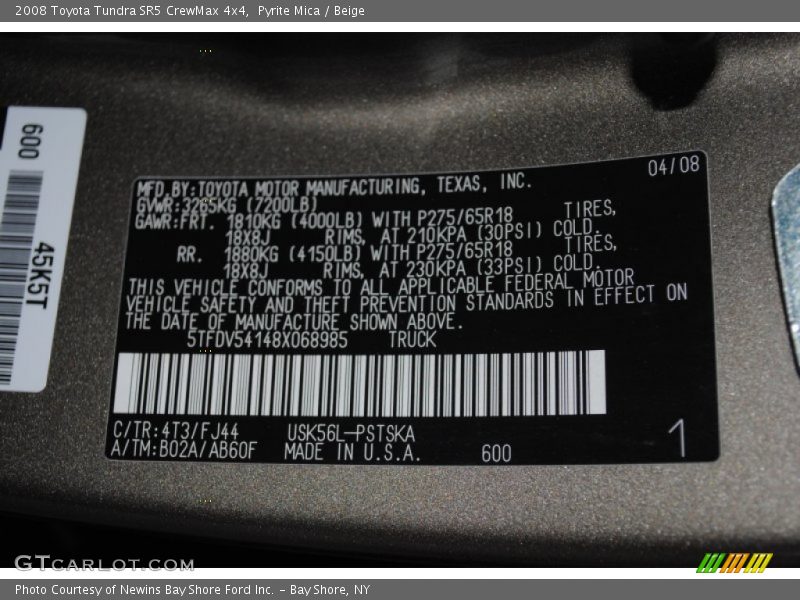 2008 Toyota Tundra SR5 CrewMax 4x4, Pyrite Mica / Beige
600
45K5T
04/08
MFD.BY:TOYOTA MOTOR MANUFACTURING, TEXAS, INC.
GVWR:3265KG (7200LB)
GAWR:FRT. 1810KG (4000LB) WITH P275/65R18 TIRES,
18X8J RIMS, AT 210KPA (30PSI) COLD.
RR. 1880KG (4150LB) WITH P275/65R18 TIRES,
18X8J RIMS, AT 230KPA (33PSI) COLD.
THIS VEHICLE CONFORMS TO ALL APPLICABLE FEDERAL MOTOR
VEHICLE SAFETY AND THEFT PREVENTION STANDARDS IN EFFECT ON
THE DATE OF MANUFACTURE SHOWN ABOVE.
5TFDV54148X068985 TRUCK
C/TR:4T3/FJ44 USK56L-PSTSKA
A/TM:B02A/AB60F MADE IN U.S.A. 600
1
GTCARLOT.COM
Photo Courtesy of Newins Bay Shore Ford Inc. - Bay Shore, NY